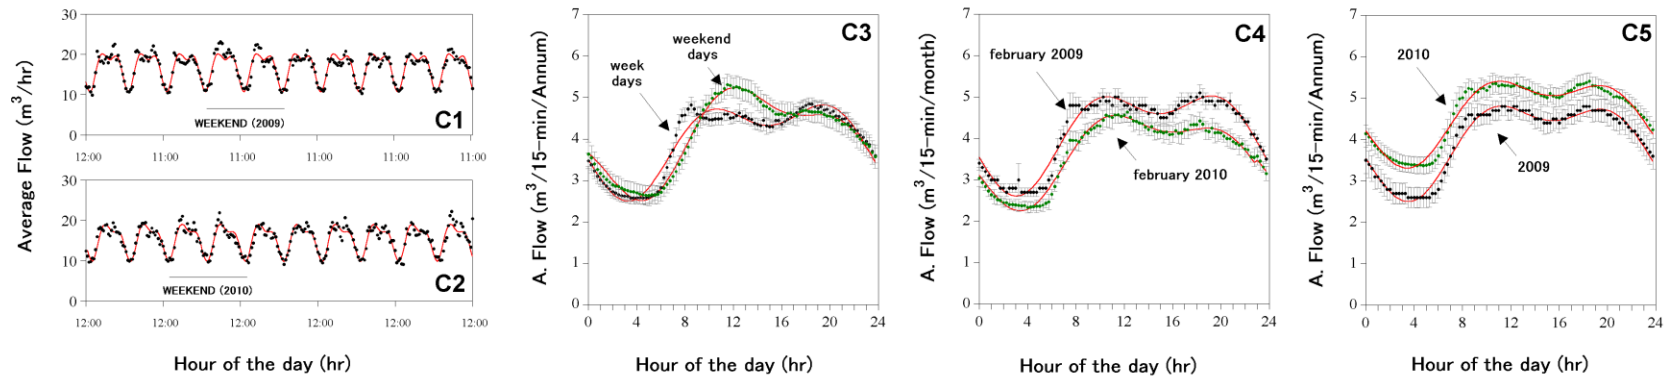 Average Flow (m³/hr)
30
20
10
0
WEEKEND (2009)
C1
12:00 11:00 11:00 11:00 11:00 11:00
30
20
10
0
WEEKEND (2010)
C2
12:00 12:00 12:00 12:00 12:00 12:00
Hour of the day (hr)
A. Flow (m³/15-min/Annum)
7
6
5
4
3
2
1
0
C3
weekend
days
week
days
0 4 8 12 16 20 24
Hour of the day (hr)
A. Flow (m³/15-min/month)
7
6
5
4
3
2
1
0
C4
february 2009
february 2010
0 4 8 12 16 20 24
Hour of the day (hr)
A. Flow (m³/15-min/Annum)
7
6
5
4
3
2
1
0
C5
2010
2009
0 4 8 12 16 20 24
Hour of the day (hr)